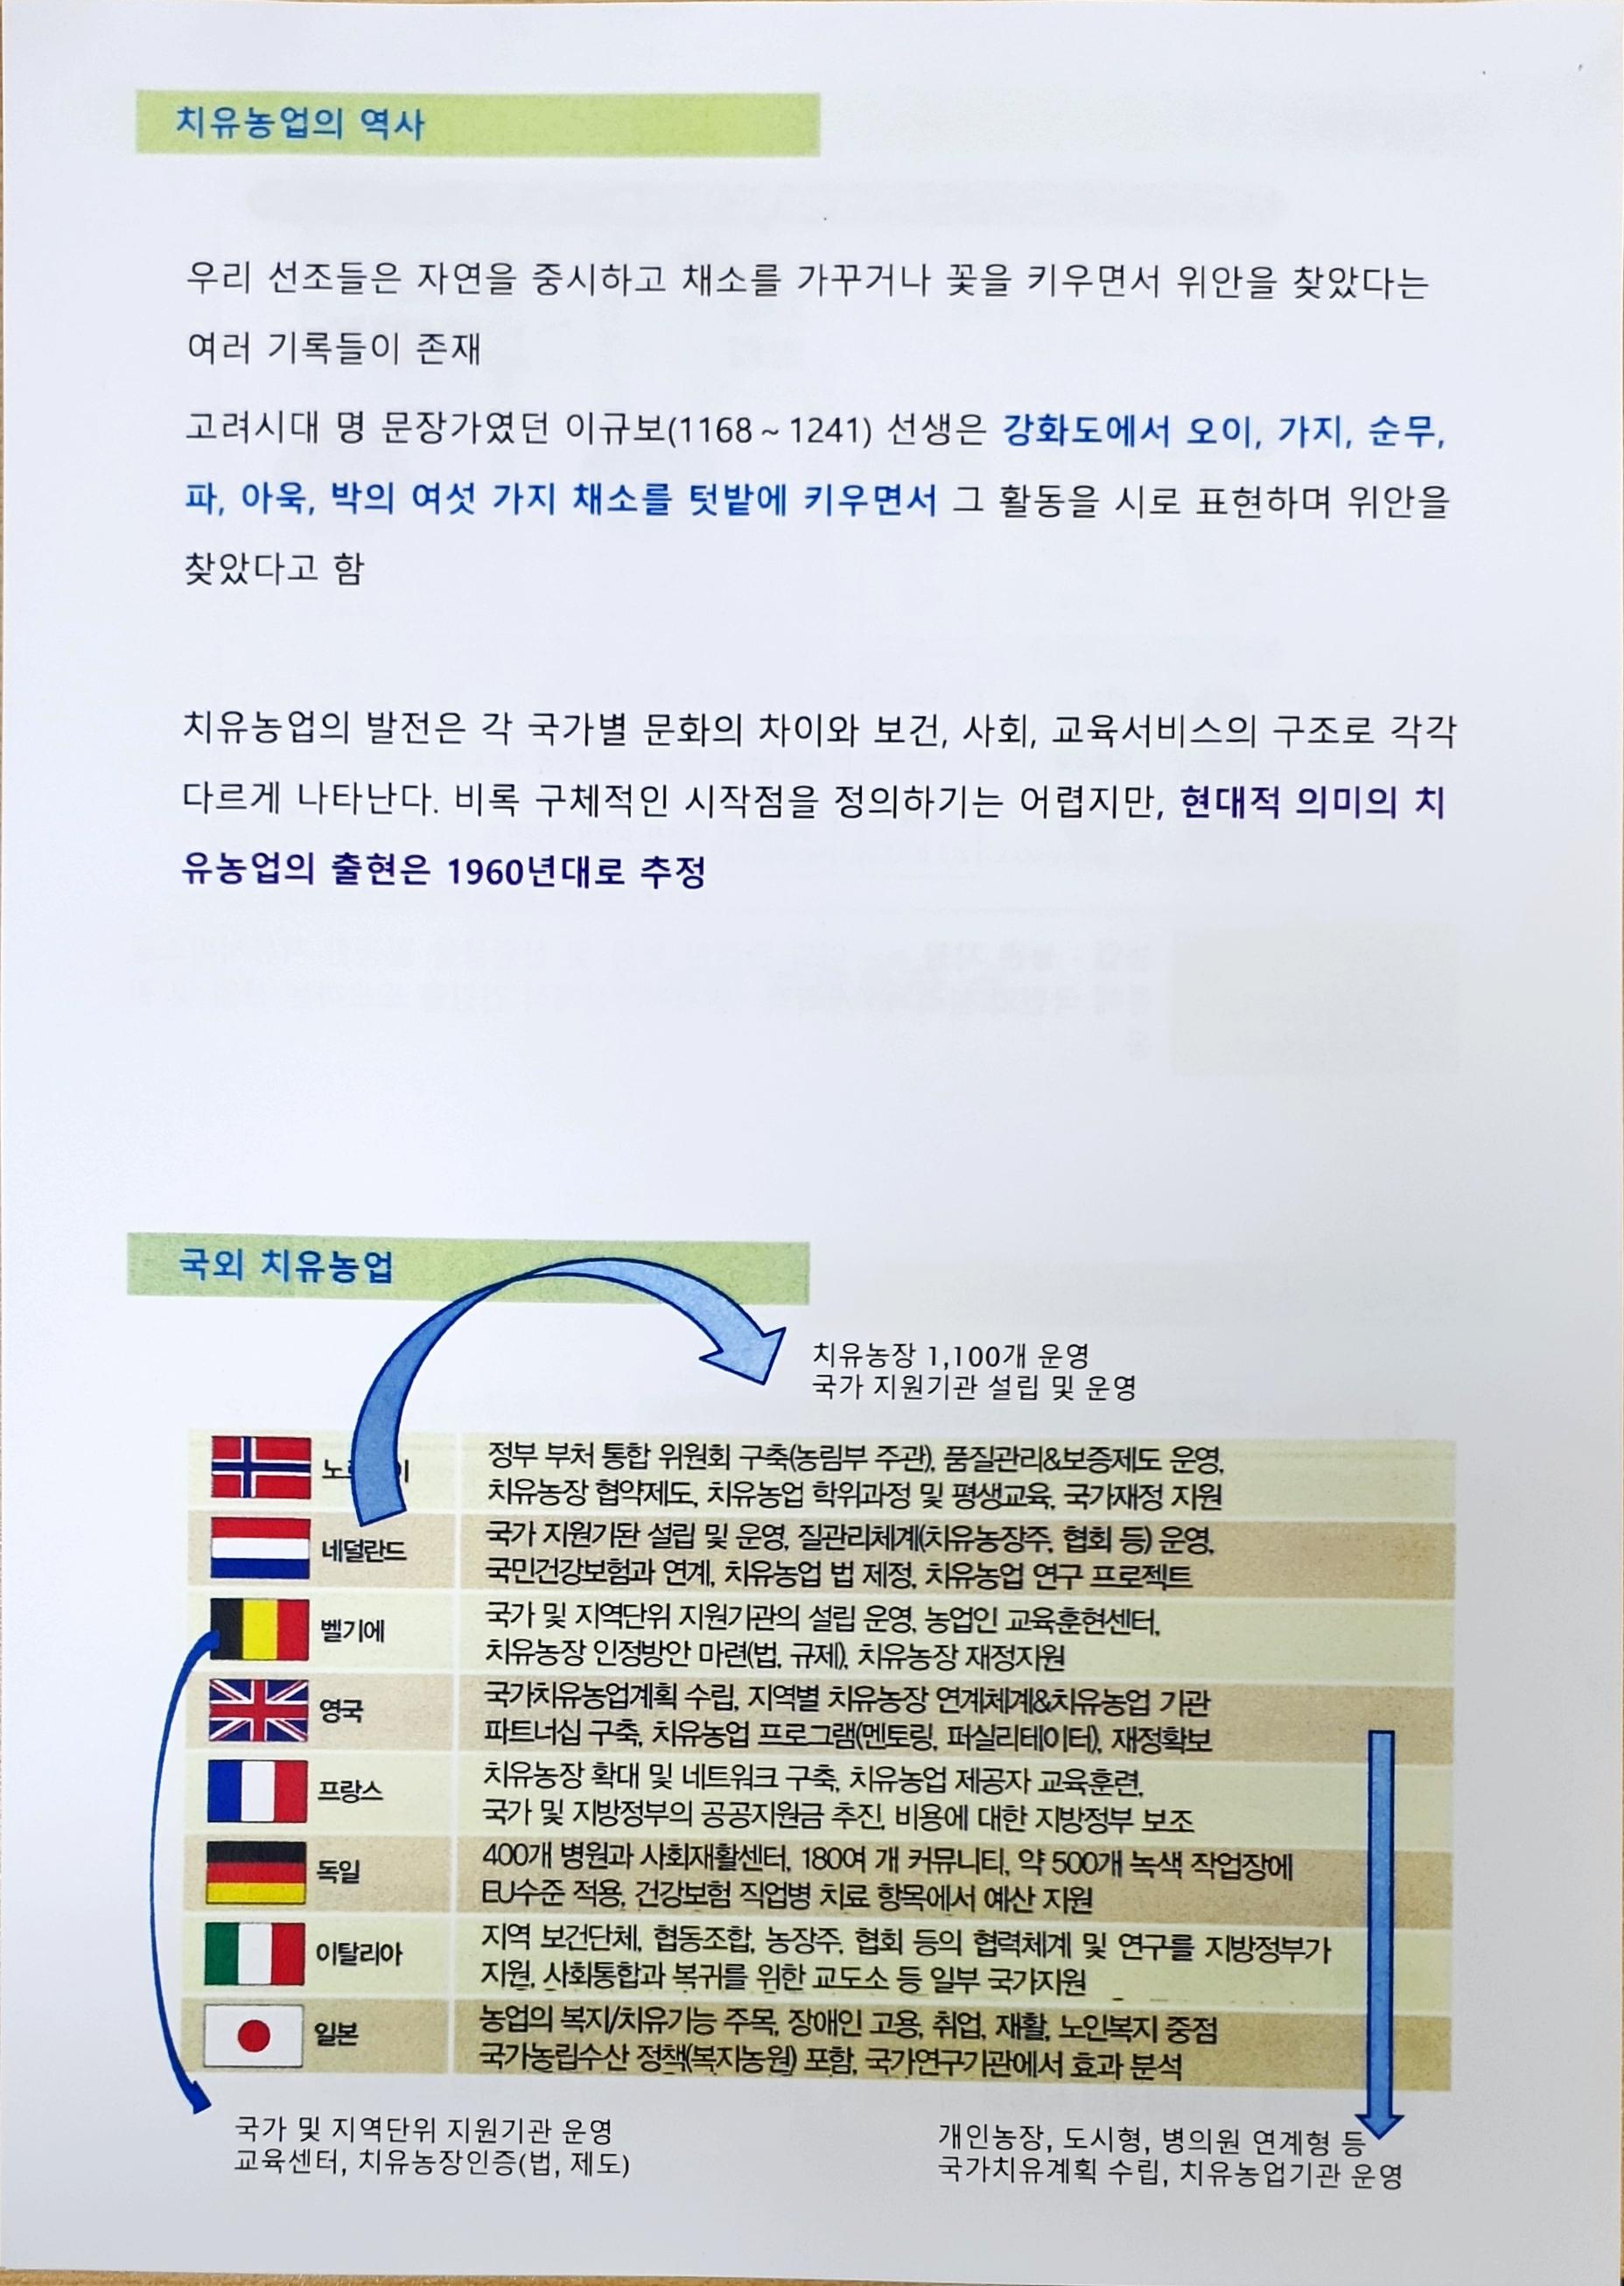 치유농업의 역사
우리 선조들은 자연을 중시하고 채소를 가꾸거나 꽃을 키우면서 위안을 찾았다는
여러 기록들이 존재
고려시대 명 문장가였던 이규보(1168 ~ 1241) 선생은 강화도에서 오이, 가지, 순무,
파, 아욱, 박의 여섯 가지 채소를 텃밭에 키우면서 그 활동을 시로 표현하며 위안을
찾았다고 함
치유농업의 발전은 각 국가별 문화의 차이와 보건, 사회, 교육서비스의 구조로 각각
다르게 나타난다. 비록 구체적인 시작점을 정의하기는 어렵지만, 현대적 의미의 치
유농업의 출현은 1960년대로 추정
국외 치유농업
치유농장 1,100개 운영
국가 지원기관 설립 및 운영
정부 부처 통합 위원회 구축(농림부 주관), 품질관리&보증제도 운영,
치유농장 협약제도, 치유농업 학위과정 및 평생교육, 국가재정 지원
네덜란드
국가 지원기돤 설립 및 운영, 질관리체계(치유농장주, 협회 등) 운영,
국민건강보험과 연계, 치유농업 법 제정, 치유농업 연구 프로젝트
벨기에
국가 및 지역단위 지원기관의 설립 운영, 농업인 교육훈현센터,
치유농장 인정방안 마련(법, 규제), 치유농장 재정지원
영국
국가치유농업계획 수립, 지역별 치유농장 연계체계&치유농업 기관
파트너십 구축, 치유농업 프로그램(멘토링, 퍼실리테이터), 재정확보
프랑스
치유농장 확대 및 네트워크 구축, 치유농업 제공자 교육훈련,
국가 및 지방정부의 공공지원금 추진, 비용에 대한 지방정부 보조
독일
400개 병원과 사회재활센터, 1800여 개 커뮤니티, 약 500개 녹색 작업장에
EU수준 적용, 건강보험 직업병 치료 항목에서 예산 지원
이탈리아
지역 보건단체, 협동조합, 농장주, 협회 등의 협력체계 및 연구를 지방정부가
지원, 사회통합과 복귀를 위한 교도소 등 일부 국가지원
일본
농업의 복지/치유기능 주목, 장애인 고용, 취업, 재활, 노인복지 중점
국가농립수산 정책(복지농원) 포함, 국가연구기관에서 효과 분석
국가 및 지역단위 지원기관 운영
교육센터, 치유농장인증(법, 제도)
개인농장, 도시형, 병의원 연계형 등
국가치유계획 수립, 치유농업기관 운영